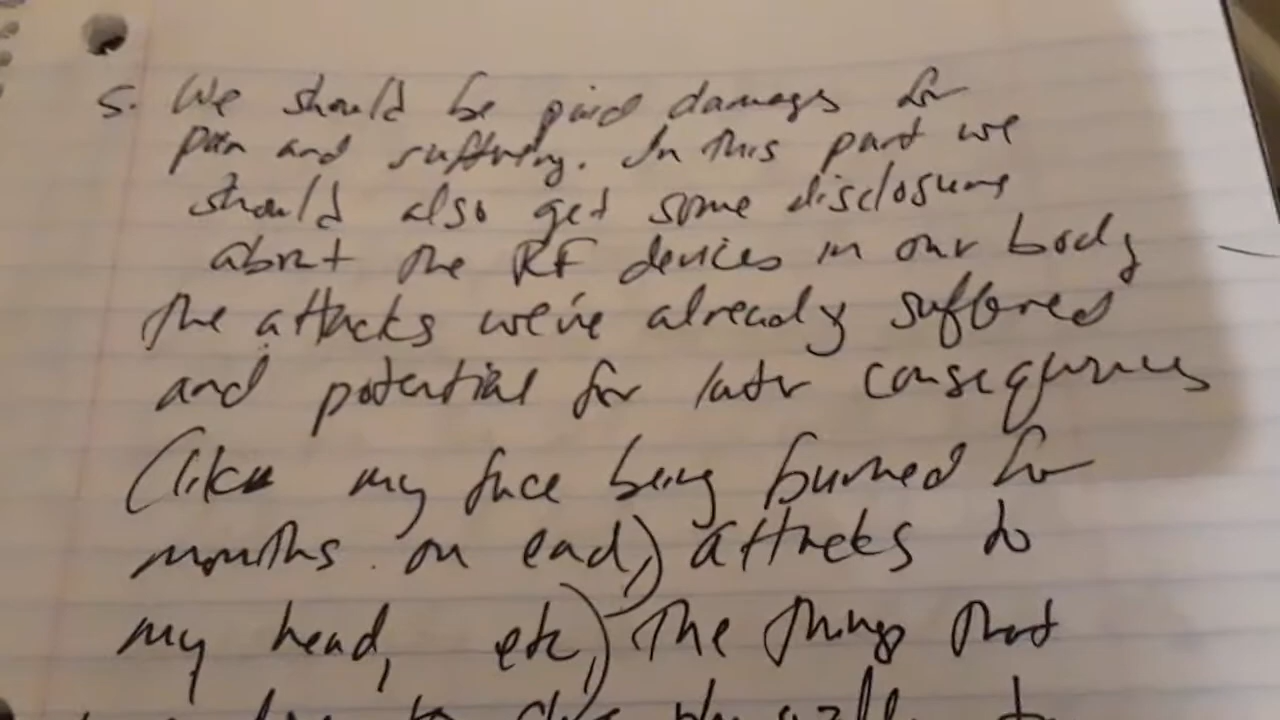 5. We should be paid damages for
pain and suffering. In this part we
should also get some disclosure
about the RF devices in our body
the attacks we've already suffered
and potential for later consequences
(like my face being burned for
months on end,) attacks to
my head, etc,) The things that
to